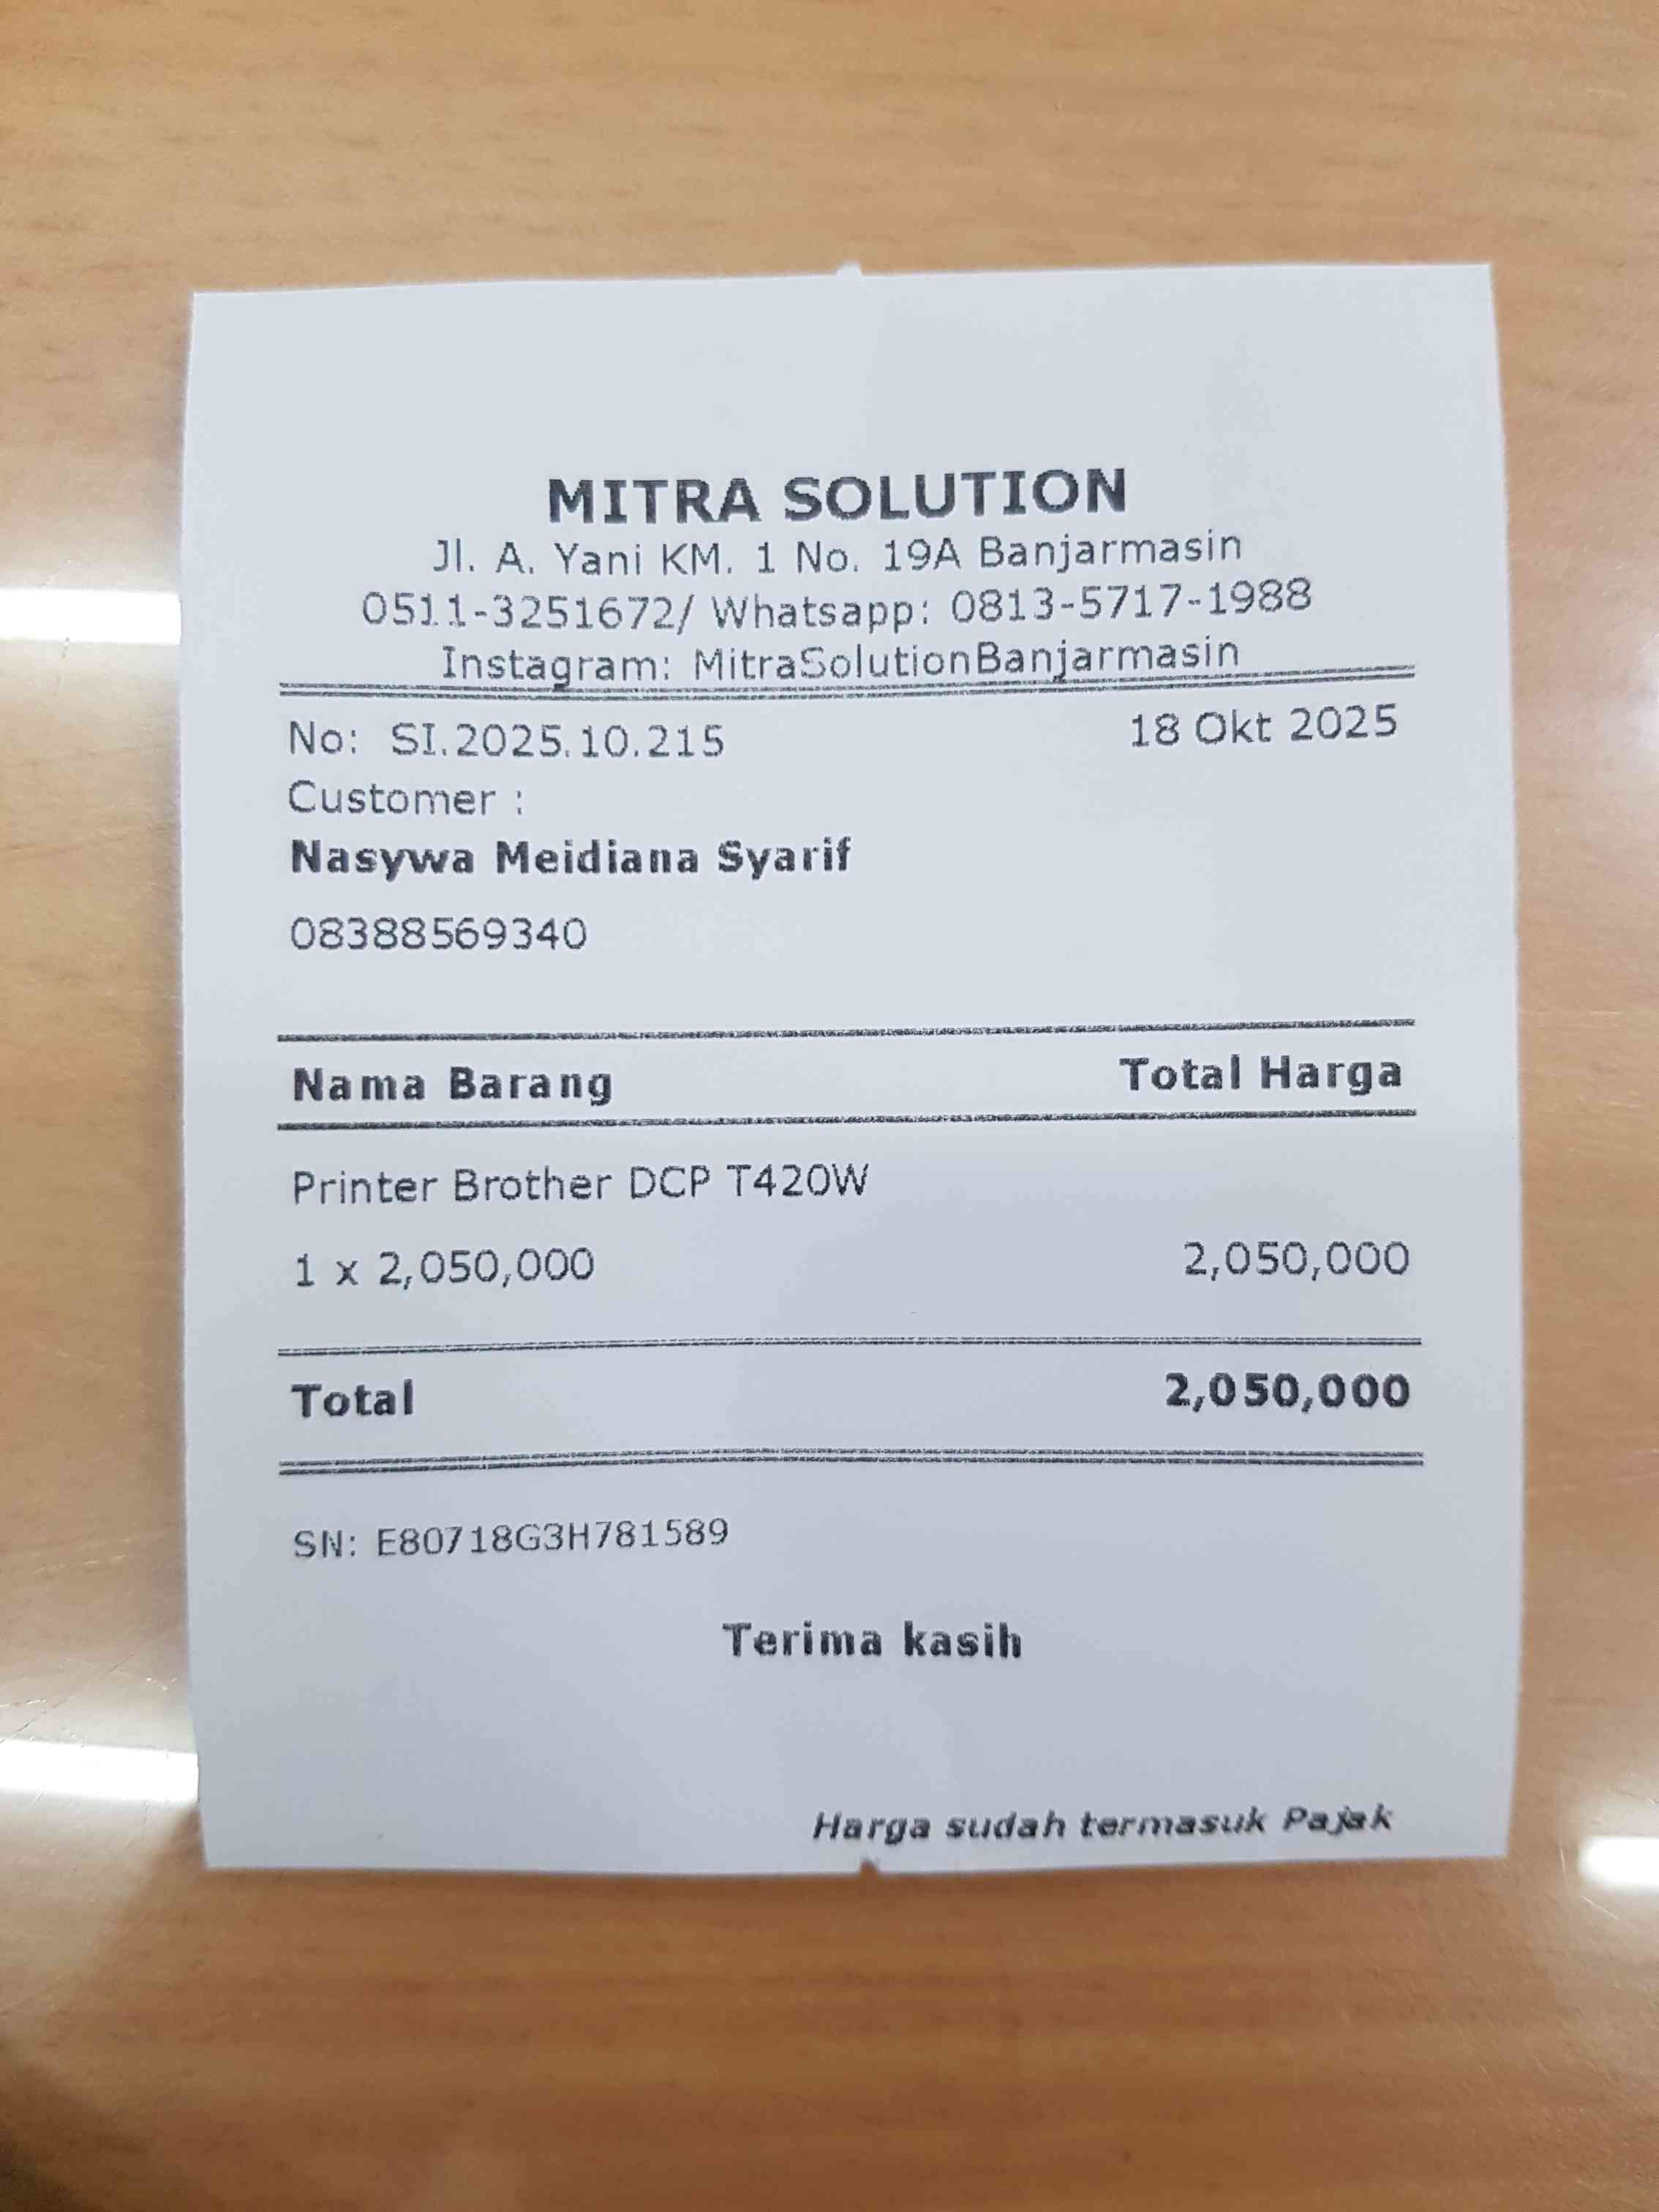 MITRA SOLUTION
Jl. A. Yani KM. 1 No. 19A Banjarmasin
0511-3251672/ Whatsapp: 0813-5717-1988
Instagram: MitraSolutionBanjarmasin
No: SI.2025.10.215 18 Okt 2025
Customer :
Nasywa Meidiana Syarif
08388569340
Nama Barang Total Harga
Printer Brother DCP T420W
1 x 2,050,000 2,050,000
Total 2,050,000
SN: E80718G3H781589
Terima kasih
Harga sudah termasuk Pajak